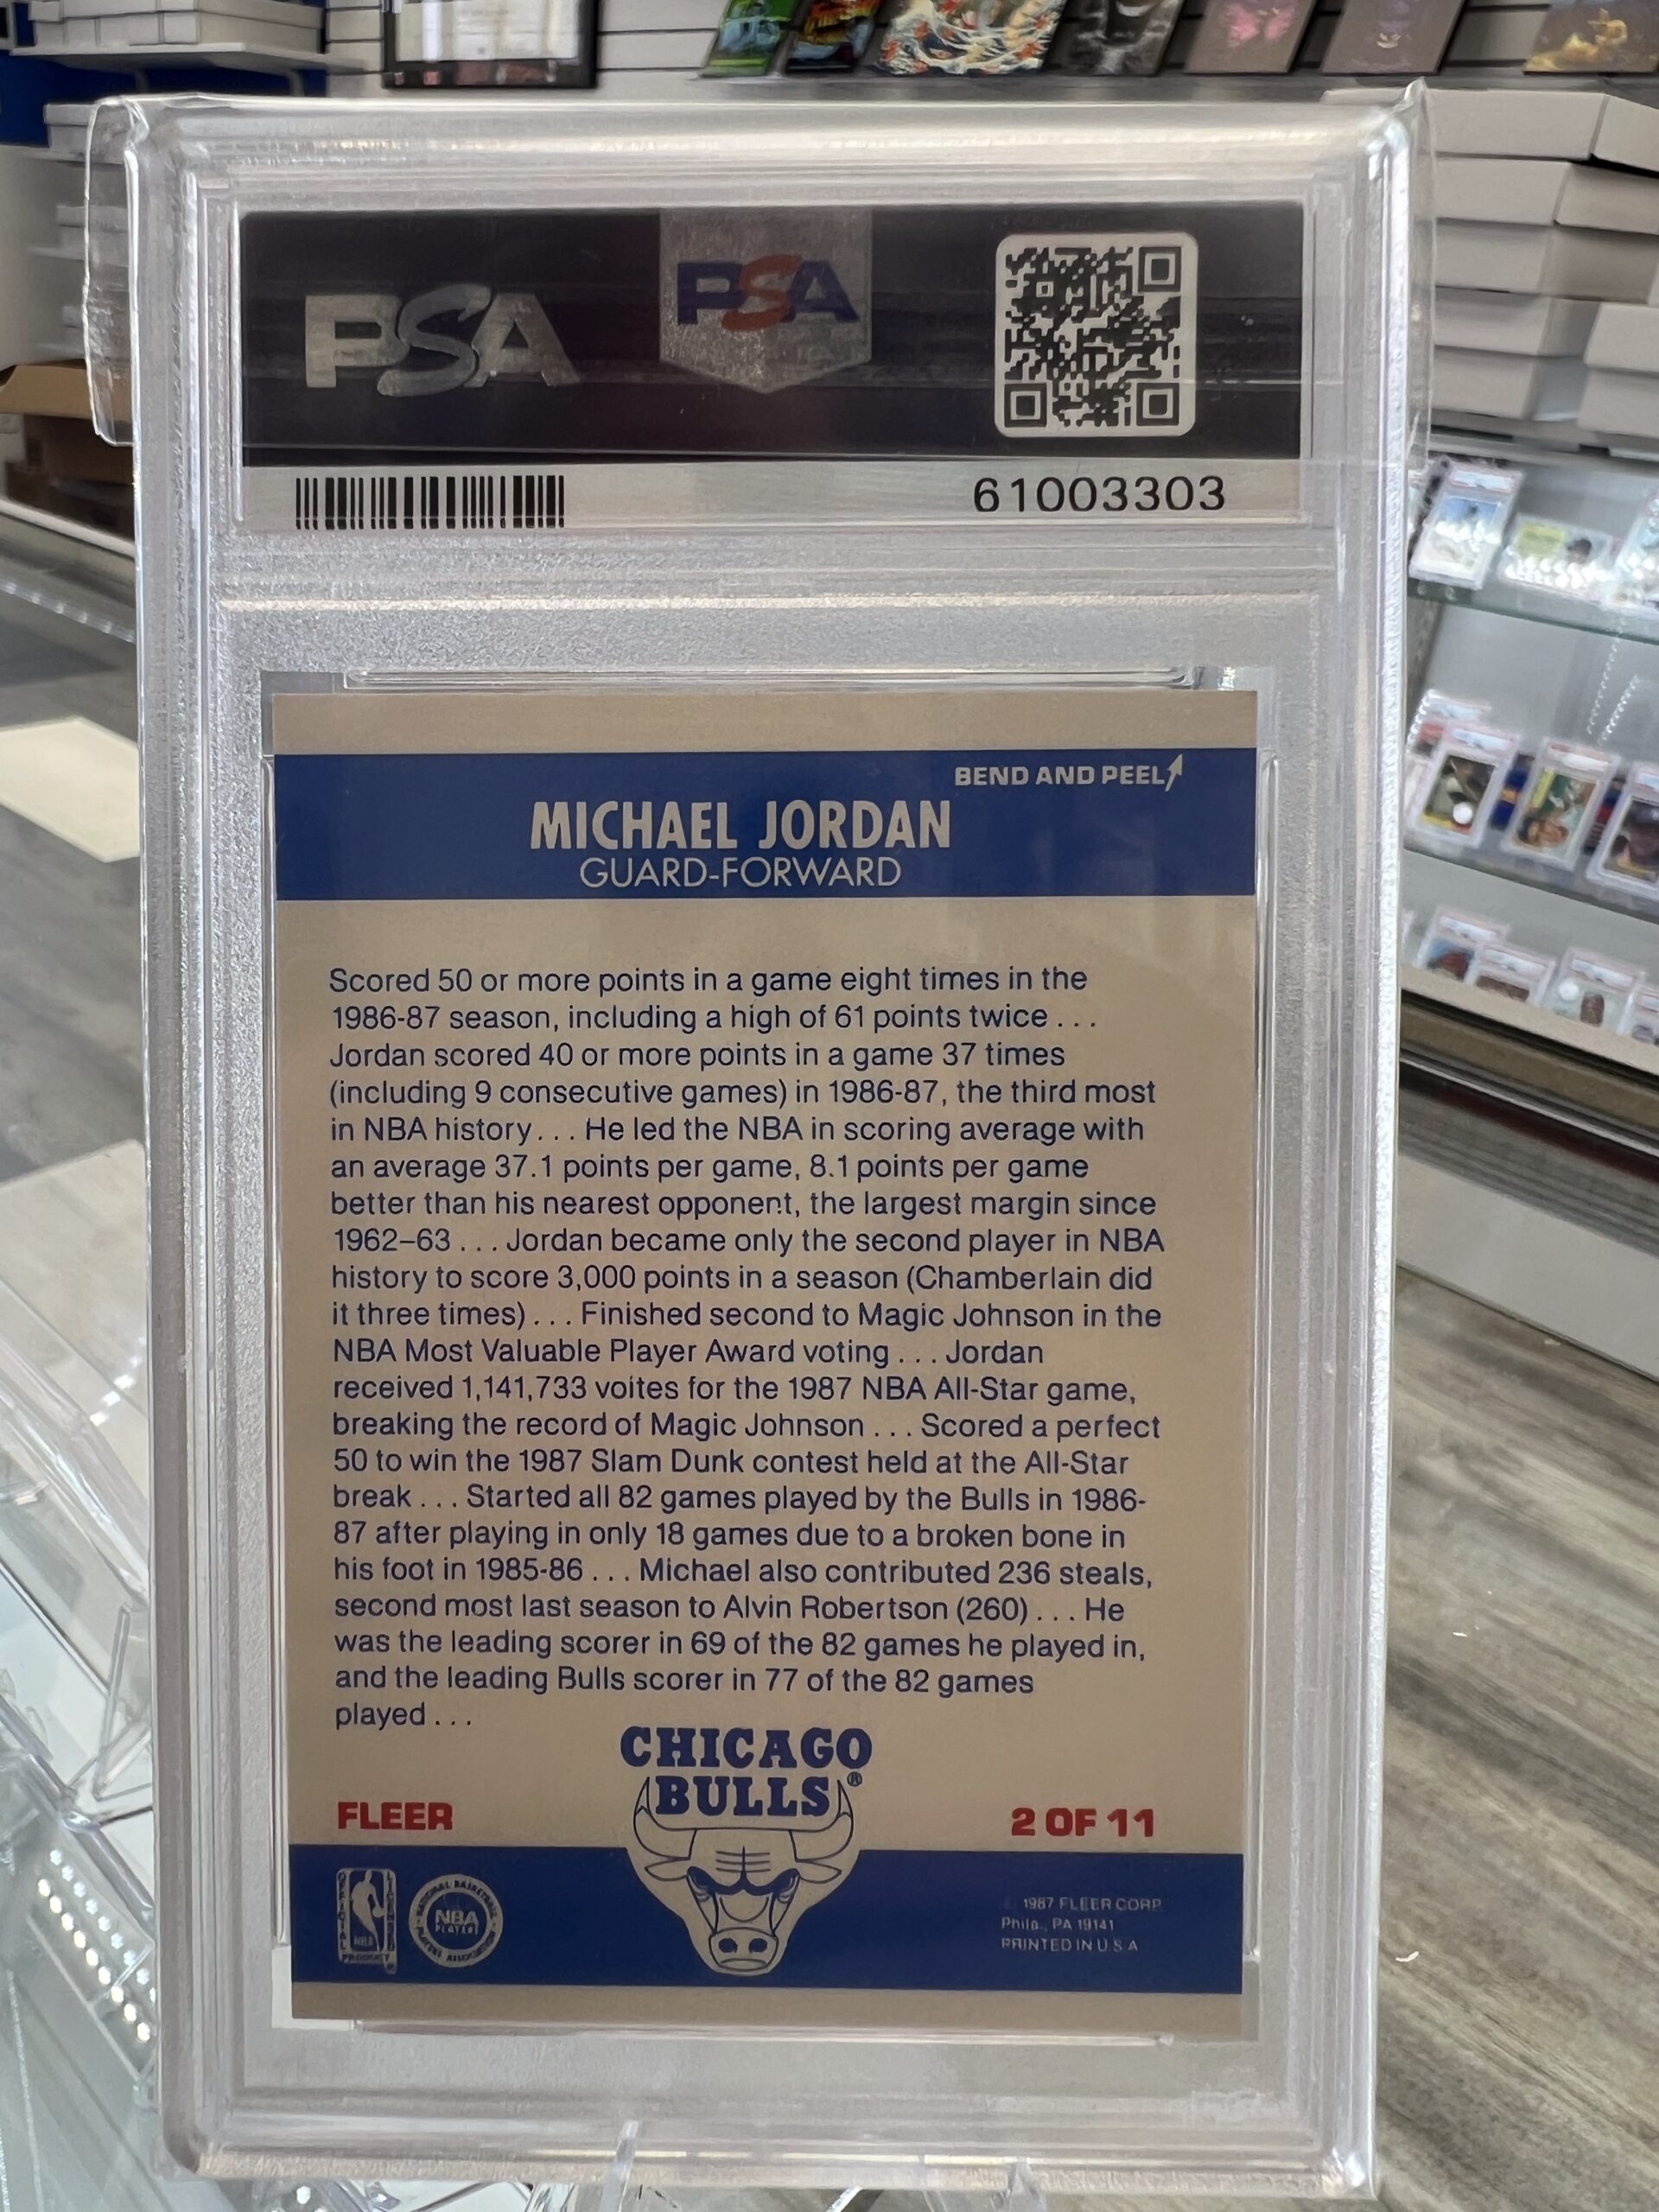 PSA
PSA
61003303
BEND AND PEEL
MICHAEL JORDAN
GUARD-FORWARD
Scored 50 or more points in a game eight times in the
1986-87 season, including a high of 61 points twice . . .
Jordan scored 40 or more points in a game 37 times
(including 9 consecutive games) in 1986-87, the third most
in NBA history . . . He led the NBA in scoring average with
an average 37.1 points per game, 8.1 points per game
better than his nearest opponent, the largest margin since
1962–63 . . . Jordan became only the second player in NBA
history to score 3,000 points in a season (Chamberlain did
it three times) . . . Finished second to Magic Johnson in the
NBA Most Valuable Player Award voting . . . Jordan
received 1,141,733 voites for the 1987 NBA All-Star game,
breaking the record of Magic Johnson . . . Scored a perfect
50 to win the 1987 Slam Dunk contest held at the All-Star
break . . . Started all 82 games played by the Bulls in 1986-
87 after playing in only 18 games due to a broken bone in
his foot in 1985-86 . . . Michael also contributed 236 steals,
second most last season to Alvin Robertson (260) . . . He
was the leading scorer in 69 of the 82 games he played in,
and the leading Bulls scorer in 77 of the 82 games
played . . .
CHICAGO
BULLS®
FLEER
2 OF 11
OFFICIAL
LICENSED
NBA
PRODUCT
NATIONAL BASKETBALL
NBA
PLAYERS
PLAYERS ASSOCIATION
1987 FLEER CORP
Phila., PA 19141
PRINTED IN U S A